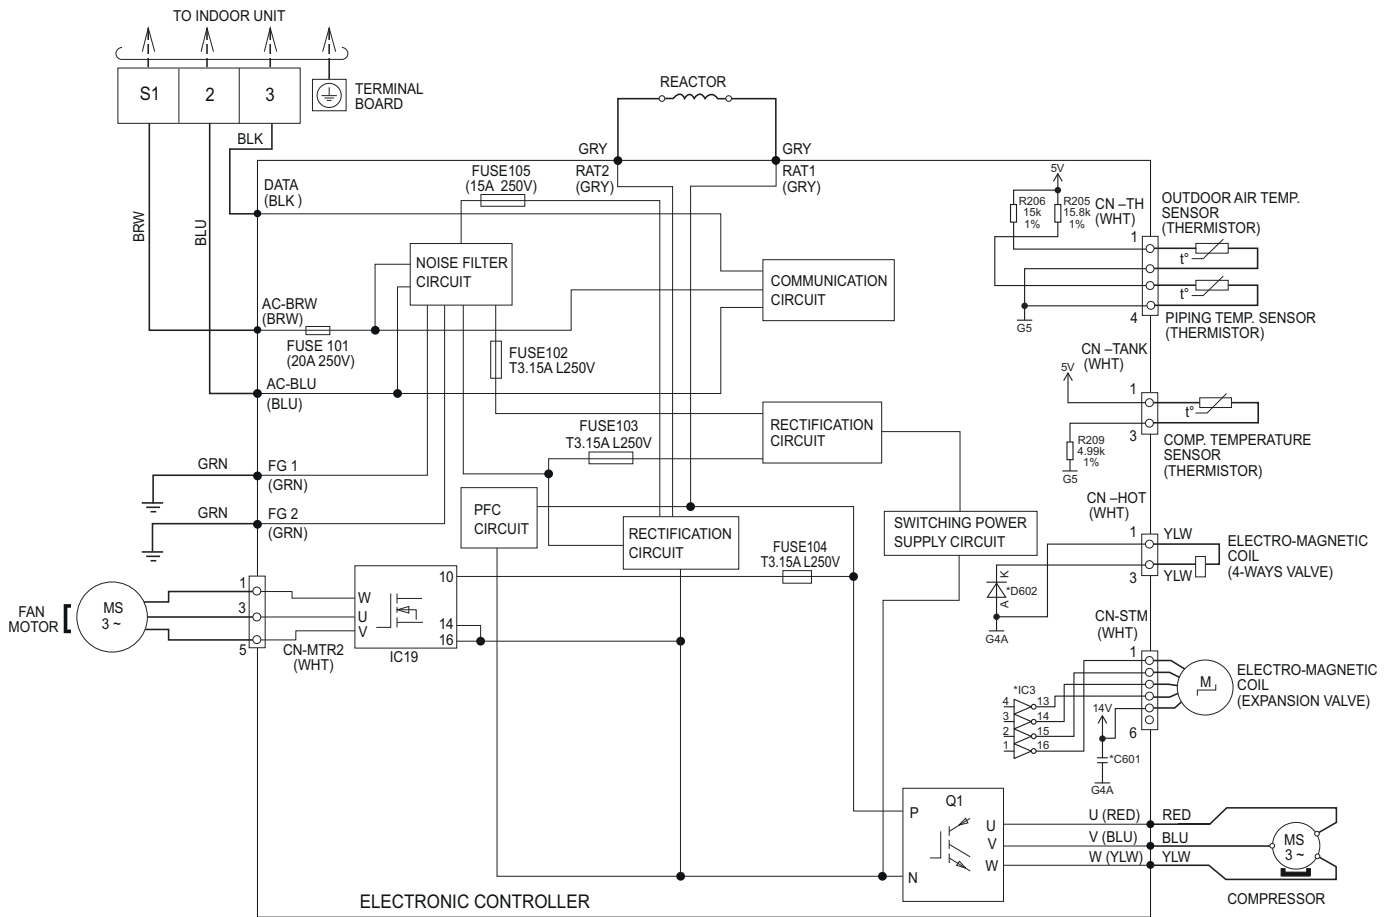 TO INDOOR UNIT
S1
2
3
TERMINAL
BOARD
BLK
REACTOR
GRY
GRY
RAT2
(GRY)
RAT1
(GRY)
FUSE105
(15A 250V)
DATA
(BLK )
BRW
BLU
NOISE FILTER
CIRCUIT
COMMUNICATION
CIRCUIT
AC-BRW
(BRW)
FUSE 101
(20A 250V)
FUSE102
T3.15A L250V
AC-BLU
(BLU)
RECTIFICATION
CIRCUIT
FUSE103
T3.15A L250V
GRN
FG 1
(GRN)
GRN
FG 2
(GRN)
PFC
CIRCUIT
RECTIFICATION
CIRCUIT
SWITCHING POWER
SUPPLY CIRCUIT
FUSE104
T3.15A L250V
FAN
MOTOR
MS
3 ~
1
3
5
CN-MTR2
(WHT)
W
U
V
10
14
16
IC19
5V
R206
15k
1%
R205
15.8k
1%
CN –TH
(WHT)
OUTDOOR AIR TEMP.
SENSOR
(THERMISTOR)
1
t°
t°
4
G5
PIPING TEMP. SENSOR
(THERMISTOR)
CN –TANK
(WHT)
5V
1
t°
3
R209
4.99k
1%
G5
COMP. TEMPERATURE
SENSOR
(THERMISTOR)
CN –HOT
(WHT)
1
YLW
3
YLW
ELECTRO-MAGNETIC
COIL
(4-WAYS VALVE)
K
*D602
A
G4A
CN-STM
(WHT)
1
M
6
ELECTRO-MAGNETIC
COIL
(EXPANSION VALVE)
*IC3
4 13
3 14
2 15
1 16
14V
*C601
G4A
Q1
P
N
U
V
W
U (RED)
RED
V (BLU)
BLU
W (YLW)
YLW
MS
3 ~
COMPRESSOR
ELECTRONIC CONTROLLER